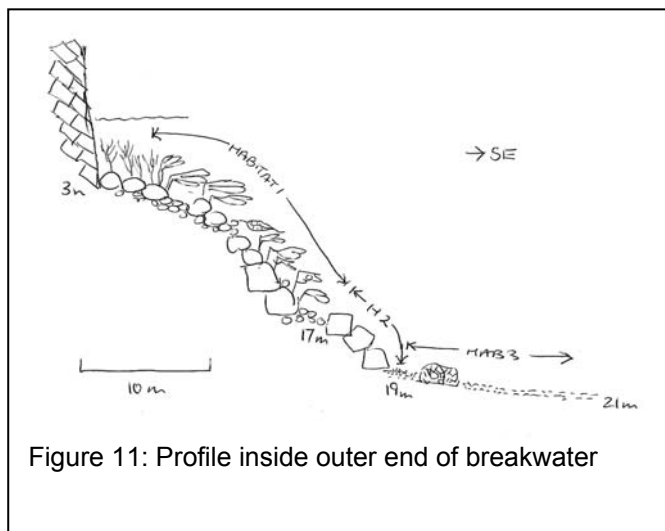 HABITAT 1
→ SE
3m
H2
17m
HAB 3
10 m
19m
21m
Figure 11: Profile inside outer end of breakwater